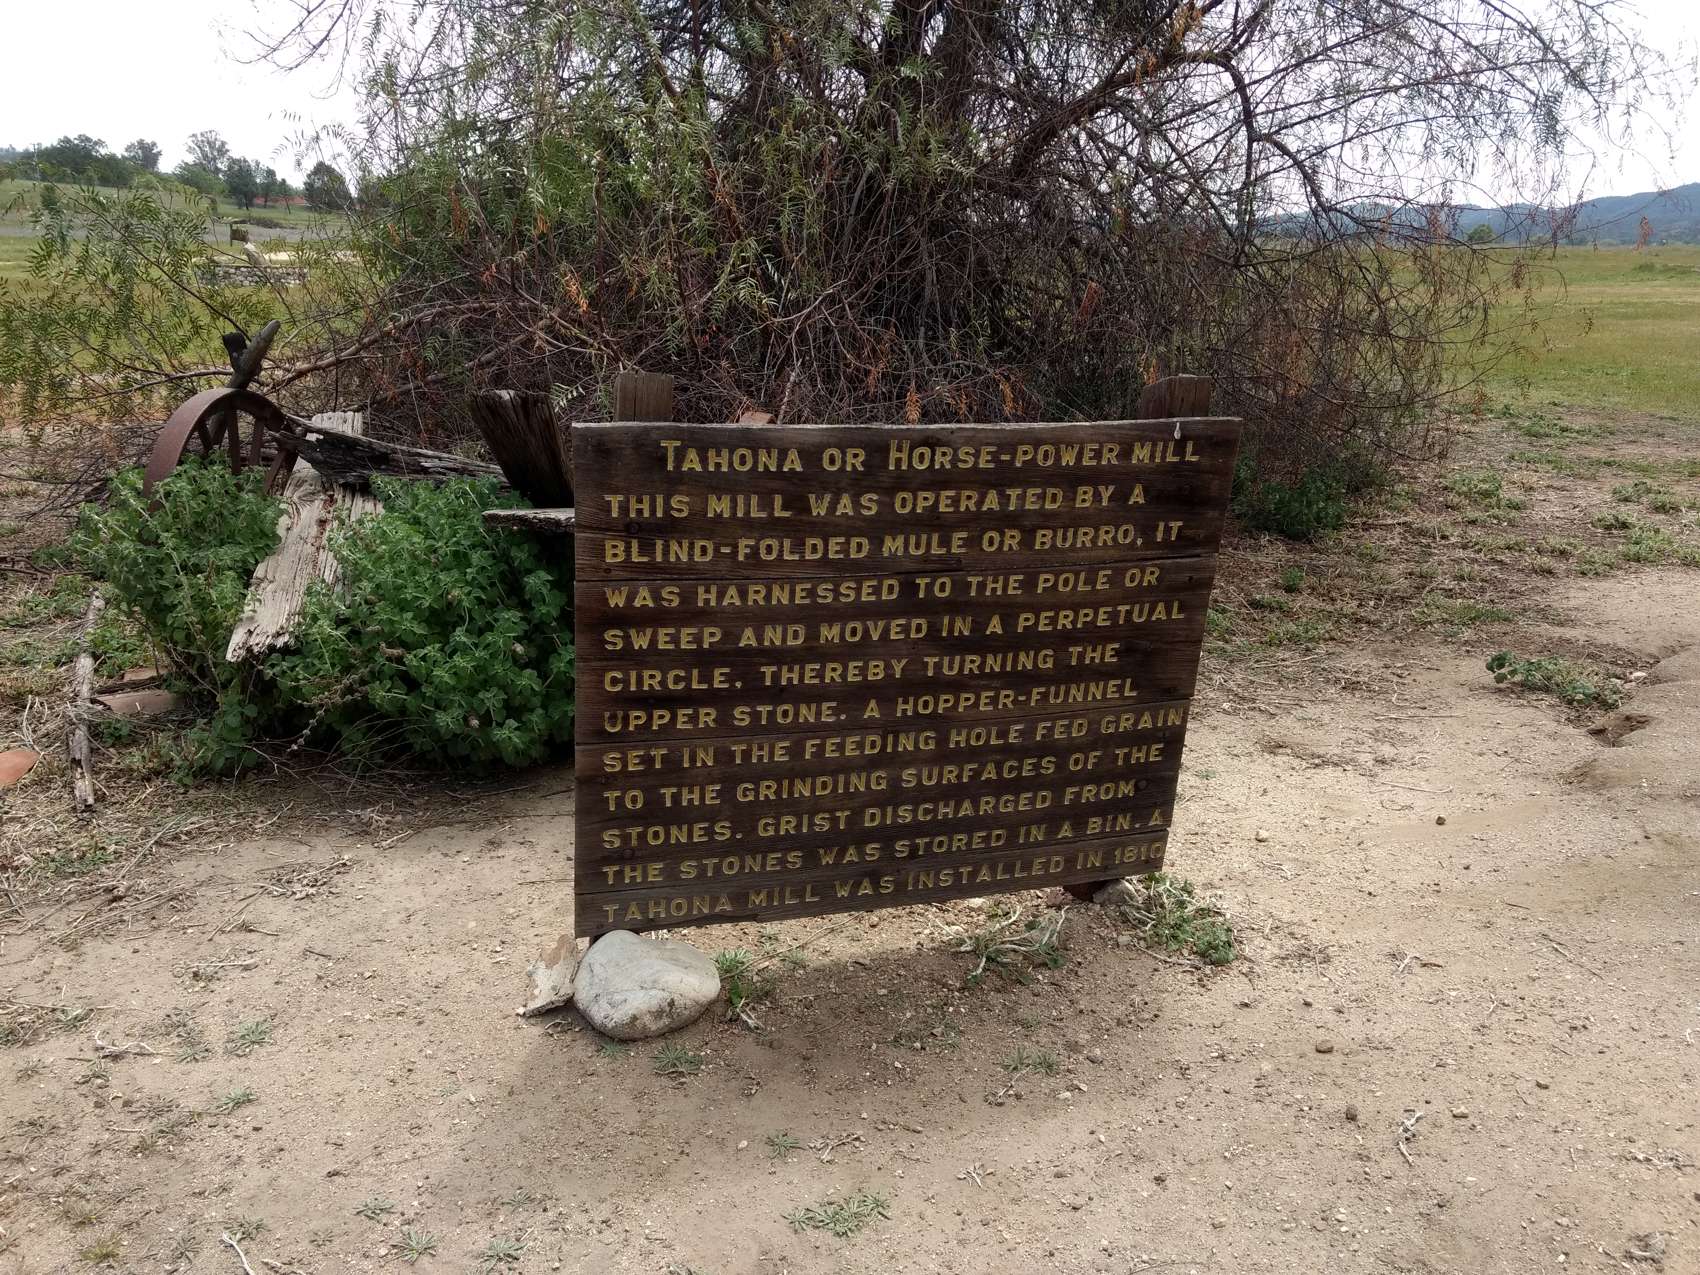 TAHONA OR HORSE-POWER MILL
THIS MILL WAS OPERATED BY A
BLIND-FOLDED MULE OR BURRO, IT
WAS HARNESSED TO THE POLE OR
SWEEP AND MOVED IN A PERPETUAL
CIRCLE, THEREBY TURNING THE
UPPER STONE. A HOPPER-FUNNEL
SET IN THE FEEDING HOLE FED GRAIN
TO THE GRINDING SURFACES OF THE
STONES. GRIST DISCHARGED FROM
THE STONES WAS STORED IN A BIN. A
TAHONA MILL WAS INSTALLED IN 1810